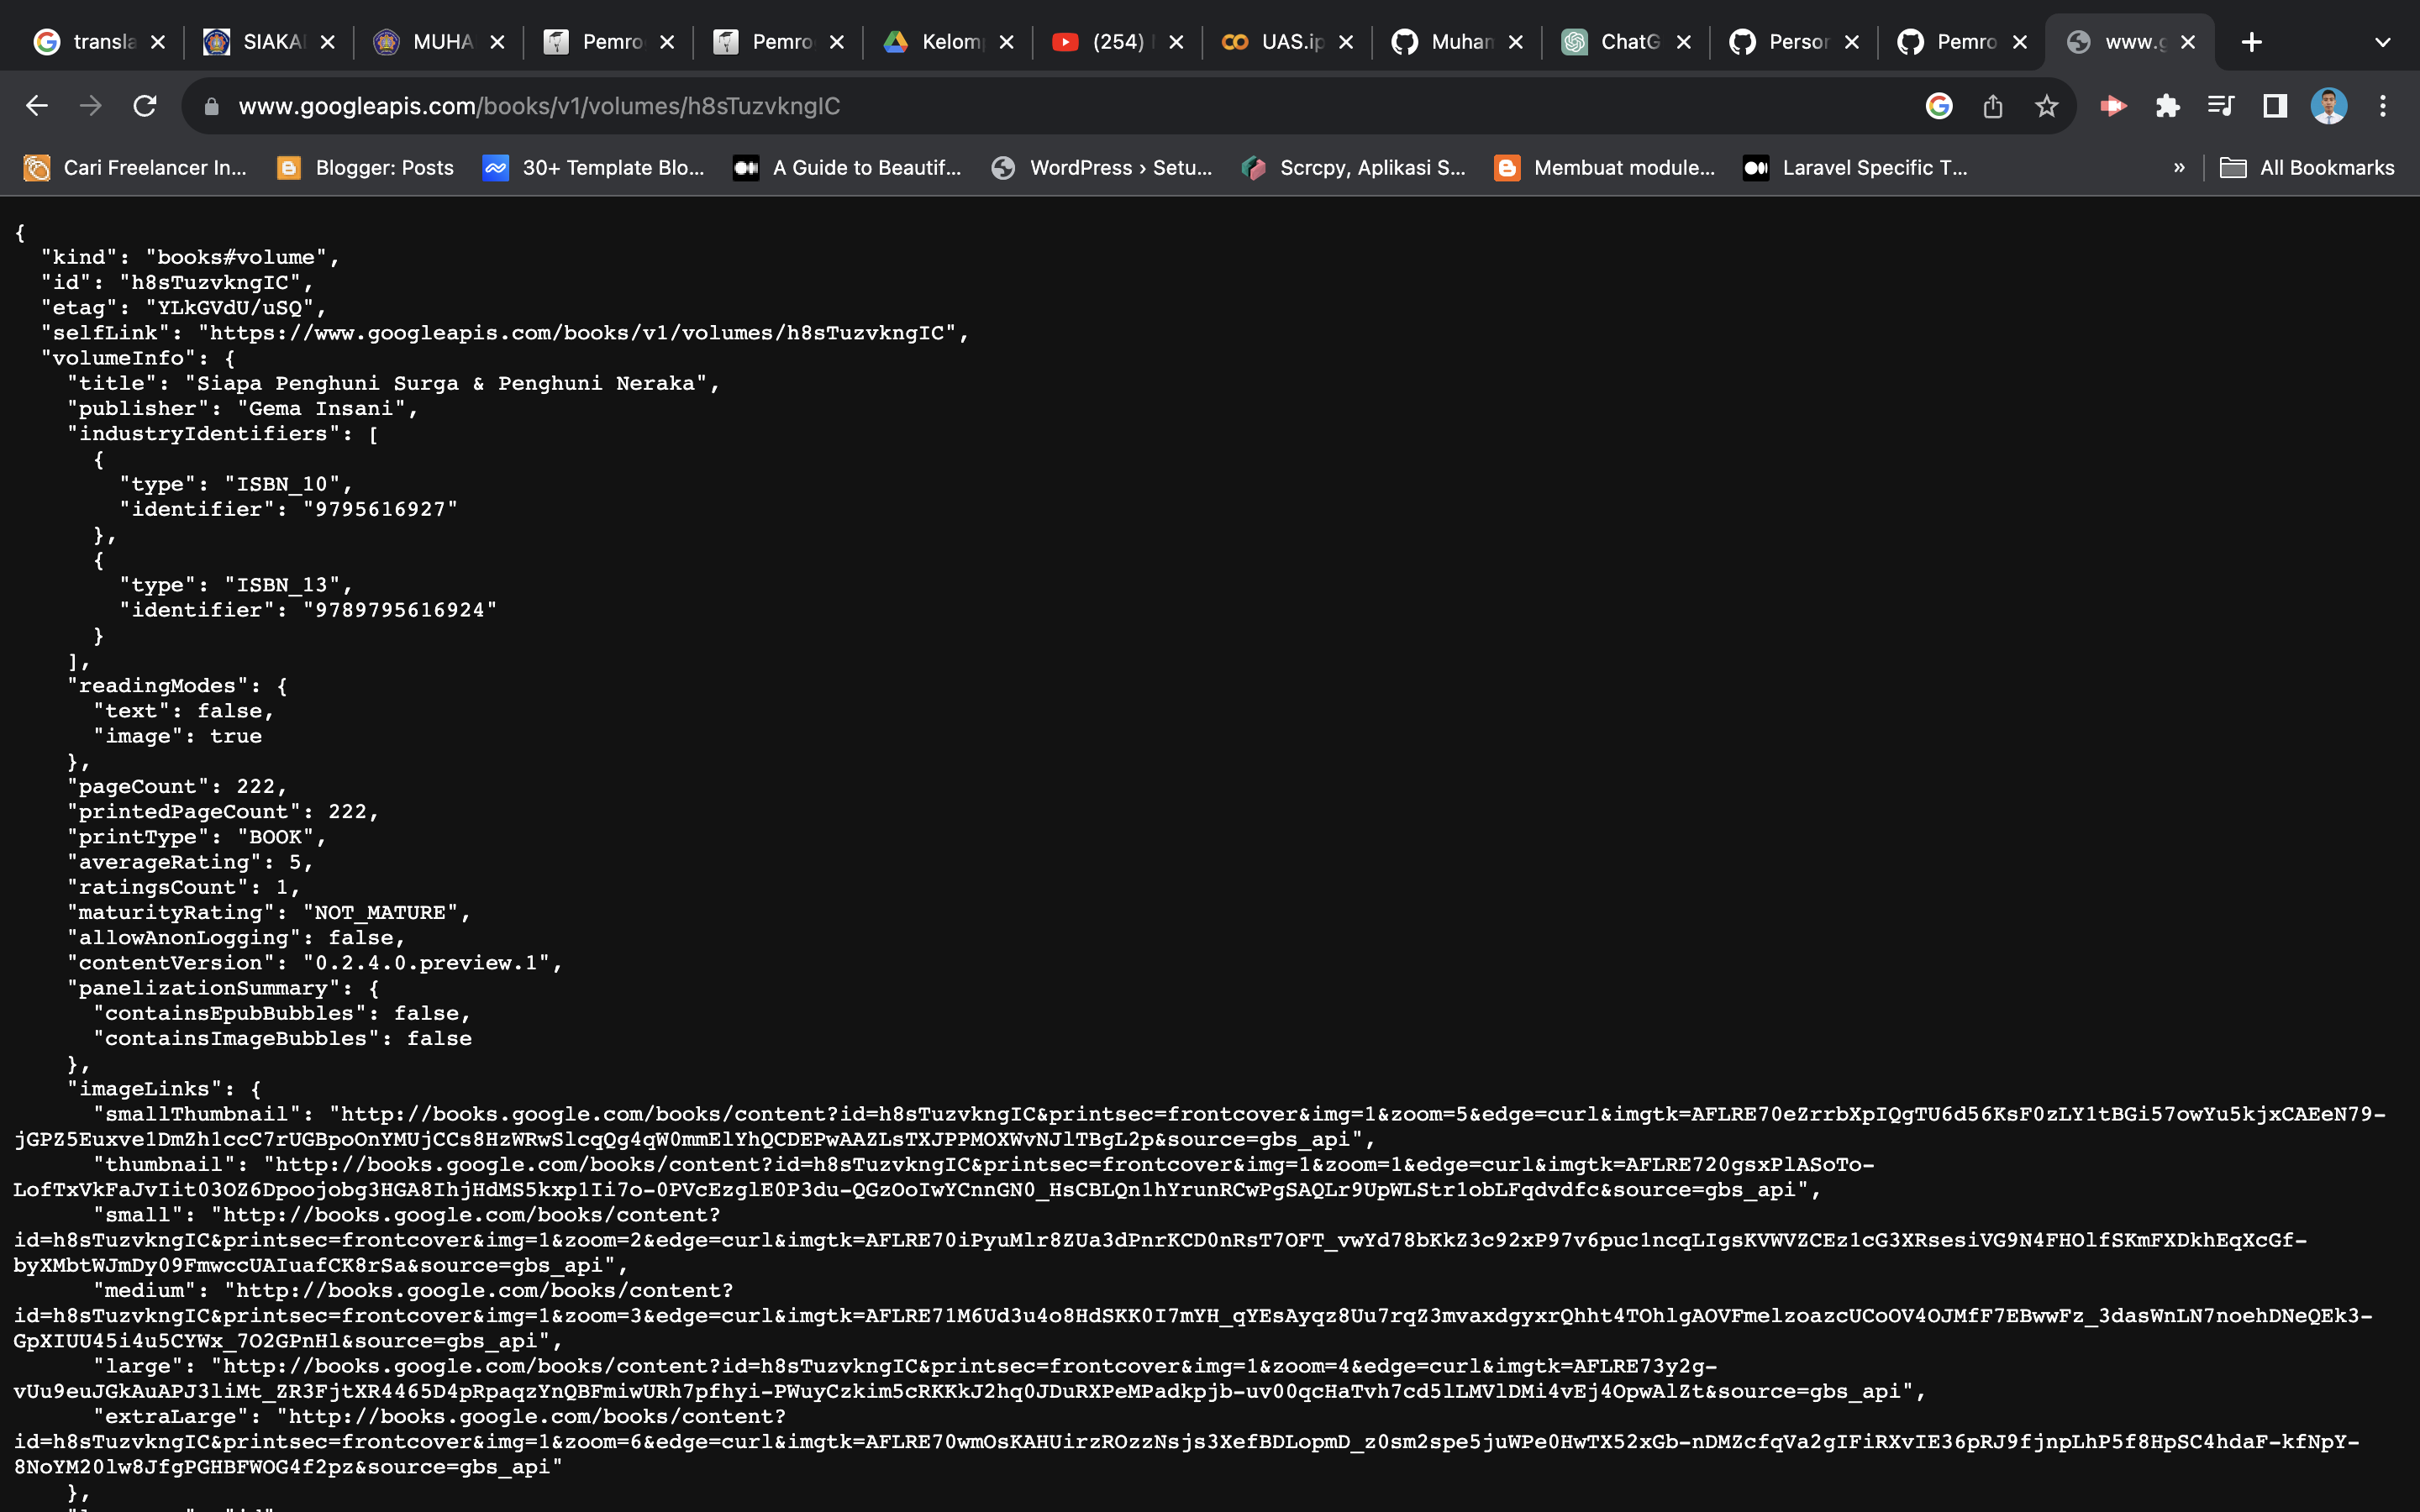 transla
SIAKA
MUHA
Pemro
Pemro
Kelomp
(254)
UAS.ip
Muham
ChatG
Person
Pemro
www.g
www.googleapis.com/books/v1/volumes/h8sTuzvkngIC
Cari Freelancer In...
Blogger: Posts
30+ Template Blo...
A Guide to Beautif...
WordPress › Setu...
Scrcpy, Aplikasi S...
Membuat module...
Laravel Specific T...
»
All Bookmarks
{
"kind": "books#volume",
"id": "h8sTuzvkngIC",
"etag": "YLkGVdU/uSQ",
"selfLink": "https://www.googleapis.com/books/v1/volumes/h8sTuzvkngIC",
"volumeInfo": {
"title": "Siapa Penghuni Surga & Penghuni Neraka",
"publisher": "Gema Insani",
"industryIdentifiers": [
{
"type": "ISBN_10",
"identifier": "9795616927"
},
{
"type": "ISBN_13",
"identifier": "9789795616924"
}
],
"readingModes": {
"text": false,
"image": true
},
"pageCount": 222,
"printedPageCount": 222,
"printType": "BOOK",
"averageRating": 5,
"ratingsCount": 1,
"maturityRating": "NOT_MATURE",
"allowAnonLogging": false,
"contentVersion": "0.2.4.0.preview.1",
"panelizationSummary": {
"containsEpubBubbles": false,
"containsImageBubbles": false
},
"imageLinks": {
"smallThumbnail": "http://books.google.com/books/content?id=h8sTuzvkngIC&printsec=frontcover&img=1&zoom=5&edge=curl&imgtk=AFLRE70eZrrbXpIQgTU6d56KsF0zLY1tBGi57owYu5kjxCAEeN79-
jGPZ5Euxve1DmZh1ccC7rUGBpoOnYMUjCCs8HzWRwSlcqQg4qW0mmElYhQCDEPwAAZLsTXJPPMOXWvNJlTBgL2p&source=gbs_api",
"thumbnail": "http://books.google.com/books/content?id=h8sTuzvkngIC&printsec=frontcover&img=1&zoom=1&edge=curl&imgtk=AFLRE720gsxPlASoTo-
LofTxVkFaJvIit03OZ6Dpoojobg3HGA8IhjHdMS5kxp1Ii7o-0PVcEzglE0P3du-QGzOoIwYCnnGN0_HsCBLQn1hYrunRCwPgSAQLr9UpWLStr1obLFqdvdfc&source=gbs_api",
"small": "http://books.google.com/books/content?
id=h8sTuzvkngIC&printsec=frontcover&img=1&zoom=2&edge=curl&imgtk=AFLRE70iPyuMlr8ZUa3dPnrKCD0nRsT7OFT_vwYd78bKkZ3c92xP97v6puc1ncqLIgsKVWVZCEz1cG3XRsesiVG9N4FHOlfSKmFXDkhEqXcGf-
byXMbtWJmDy09FmwccUAIuafCK8rSa&source=gbs_api",
"medium": "http://books.google.com/books/content?
id=h8sTuzvkngIC&printsec=frontcover&img=1&zoom=3&edge=curl&imgtk=AFLRE71M6Ud3u4o8HdSKK0I7mYH_qYEsAyqz8Uu7rqZ3mvaxdgyxrQhht4TOhlgAOVFmelzoazcUCoOV4OJMfF7EBwwFz_3dasWnLN7noehDNeQEk3-
GpXIUU45i4u5CYWx_7O2GPnHl&source=gbs_api",
"large": "http://books.google.com/books/content?id=h8sTuzvkngIC&printsec=frontcover&img=1&zoom=4&edge=curl&imgtk=AFLRE73y2g-
vUu9euJGkAuAPJ3liMt_ZR3FjtXR4465D4pRpaqzYnQBFmiwURh7pfhyi-PWuyCzkim5cRKKkJ2hq0JDuRXPeMPadkpjb-uv00qcHaTvh7cd5lLMVlDMi4vEj4OpwAlZt&source=gbs_api",
"extraLarge": "http://books.google.com/books/content?
id=h8sTuzvkngIC&printsec=frontcover&img=1&zoom=6&edge=curl&imgtk=AFLRE70wmOsKAHUirzROzzNsjs3XefBDLopmD_z0sm2spe5juWPe0HwTX52xGb-nDMZcfqVa2gIFiRXvIE36pRJ9fjnpLhP5f8HpSC4hdaF-kfNpY-
8NoYM20lw8JfgPGHBFWOG4f2pz&source=gbs_api"
},